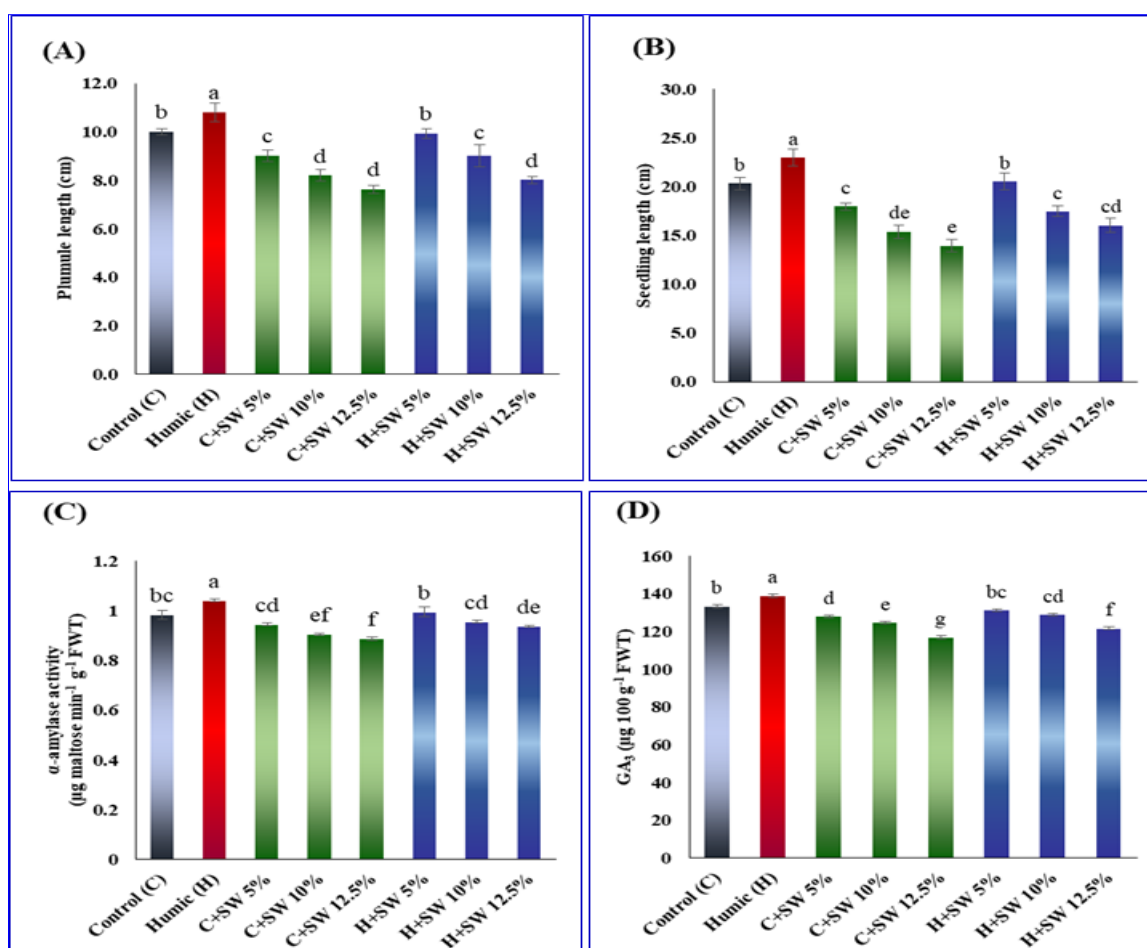 (A)
Plumule length (cm)
12.0
10.0
8.0
6.0
4.0
2.0
0.0
b
a
c
d
d
b
c
d
Control (C)
Humic (H)
C+SW 5%
C+SW 10%
C+SW 12.5%
H+SW 5%
H+SW 10%
H+SW 12.5%
(B)
Seedling length (cm)
30.0
25.0
20.0
15.0
10.0
5.0
0.0
b
a
c
de
e
b
c
cd
Control (C)
Humic (H)
C+SW 5%
C+SW 10%
C+SW 12.5%
H+SW 5%
H+SW 10%
H+SW 12.5%
(C)
α-amylase activity
(µg maltose min⁻¹ g⁻¹ FWT)
1.2
1
0.8
0.6
0.4
0.2
0
bc
a
cd
ef
f
b
cd
de
Control (C)
Humic (H)
C+SW 5%
C+SW 10%
C+SW 12.5%
H+SW 5%
H+SW 10%
H+SW 12.5%
(D)
GA₃ (µg 100 g⁻¹ FWT)
160
140
120
100
80
60
40
20
0
b
a
d
e
g
bc
cd
f
Control (C)
Humic (H)
C+SW 5%
C+SW 10%
C+SW 12.5%
H+SW 5%
H+SW 10%
H+SW 12.5%